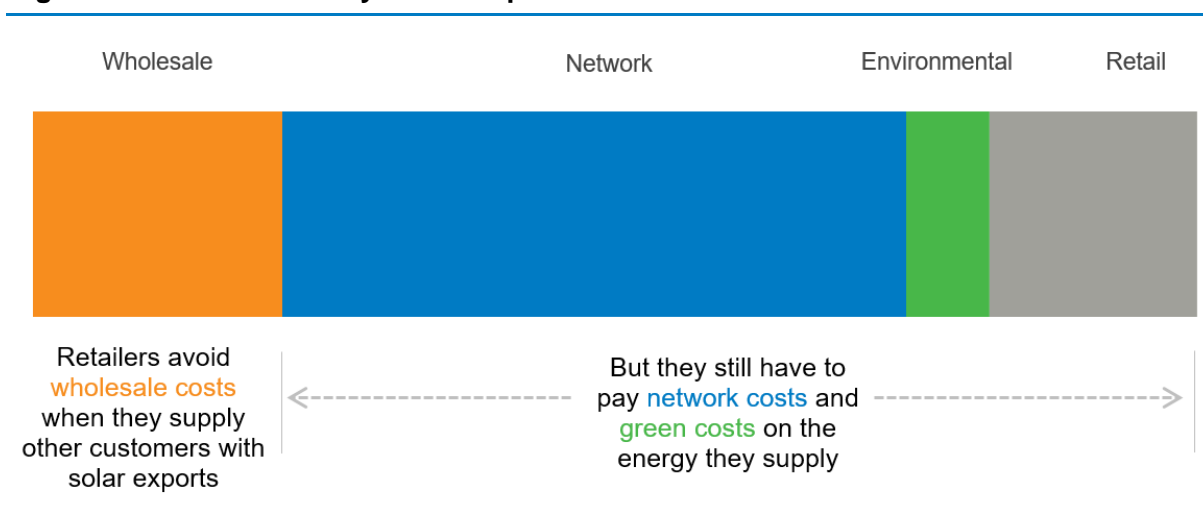 Wholesale
Network
Environmental
Retail
Retailers avoid
wholesale costs
when they supply
other customers with
solar exports
But they still have to
pay network costs and
green costs on the
energy they supply